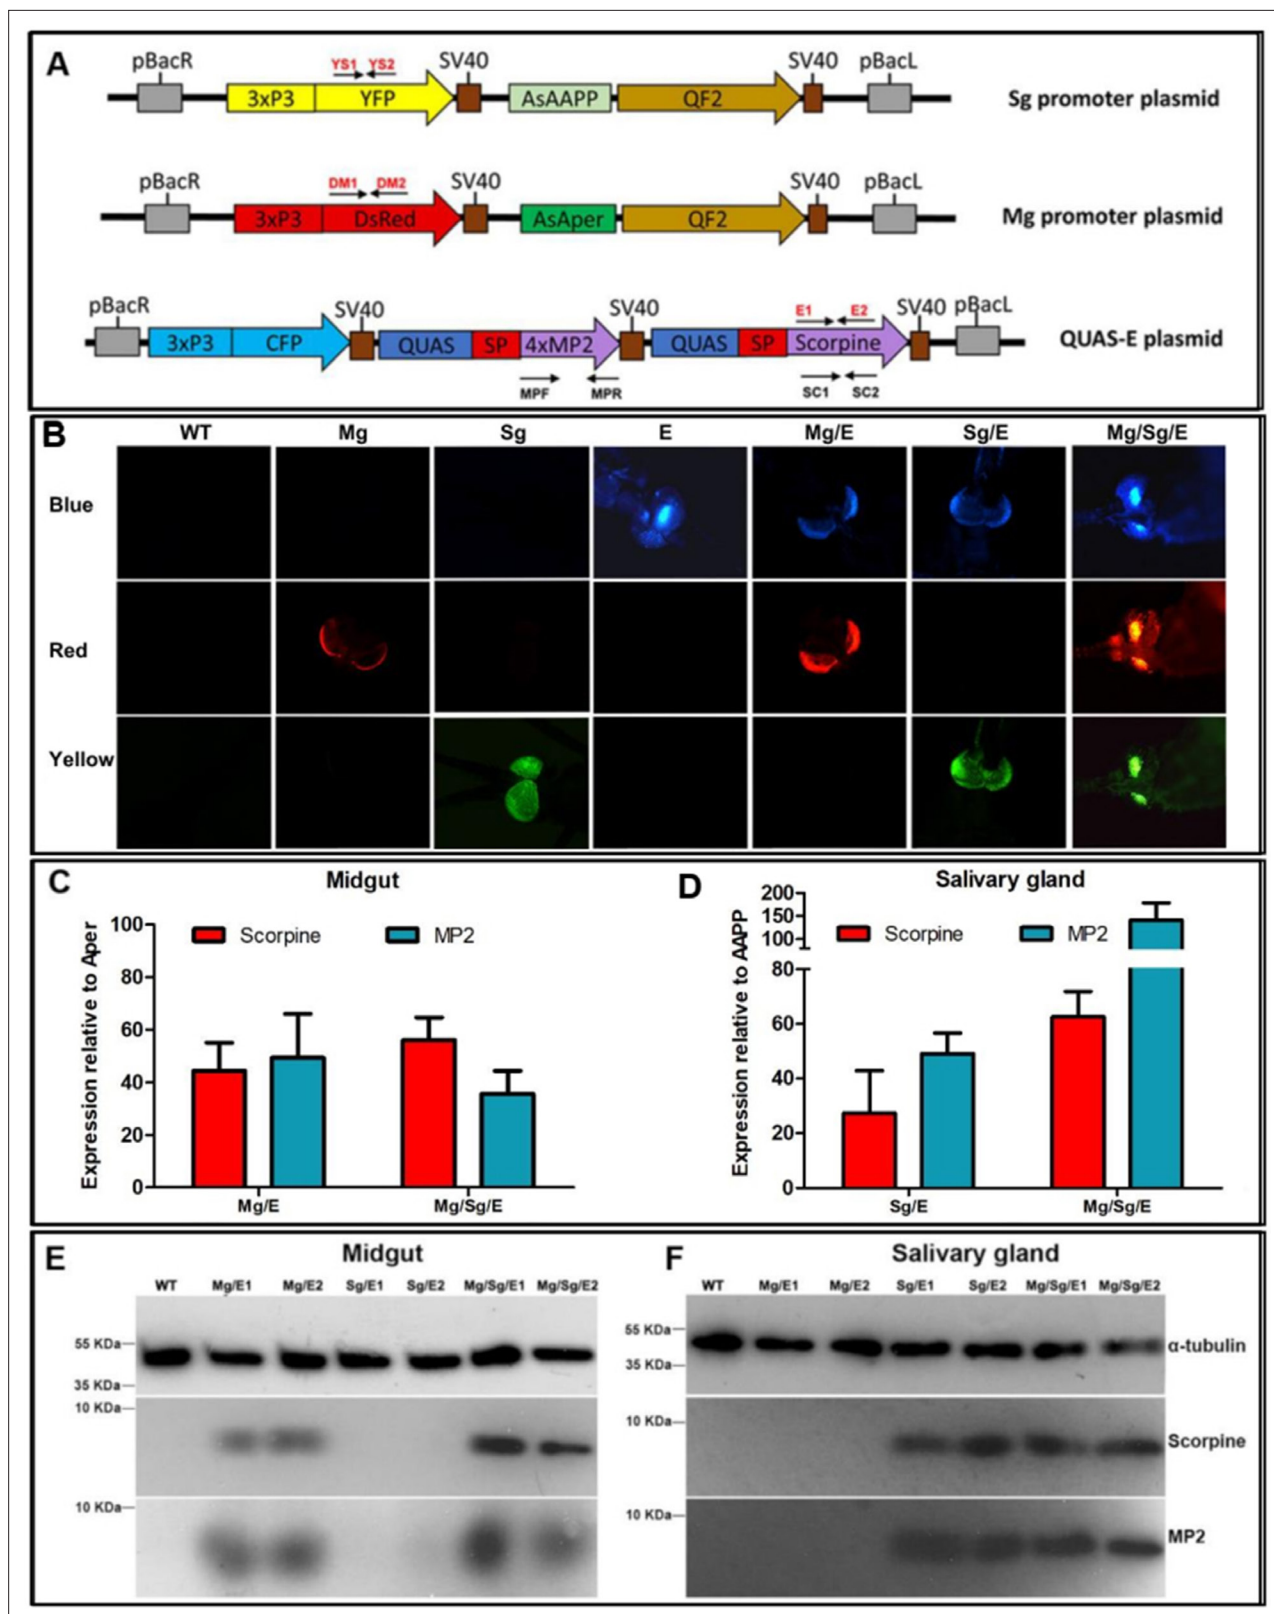 A
pBacR YS1 YS2 SV40 SV40 pBacL
3xP3 YFP AsAAPP QF2 Sg promoter plasmid
pBacR DM1 DM2 SV40 SV40 pBacL
3xP3 DsRed AsAper QF2 Mg promoter plasmid
pBacR SV40 SV40 E1 E2 SV40 pBacL
3xP3 CFP QUAS SP 4xMP2 QUAS SP Scorpine QUAS-E plasmid
MPF MPR SC1 SC2
B WT Mg Sg E Mg/E Sg/E Mg/Sg/E
Blue
Red
Yellow
C Midgut
Expression relative to Aper
100
80
60
40
20
0
Scorpine MP2
Mg/E Mg/Sg/E
D Salivary gland
Expression relative to AAPP
200
150
100
80
60
40
20
0
Scorpine MP2
Sg/E Mg/Sg/E
E Midgut
WT Mg/E1 Mg/E2 Sg/E1 Sg/E2 Mg/Sg/E1 Mg/Sg/E2
55 KDa
35 KDa
10 KDa
10 KDa
F Salivary gland
WT Mg/E1 Mg/E2 Sg/E1 Sg/E2 Mg/Sg/E1 Mg/Sg/E2
55 KDa
α-tubulin
35 KDa
10 KDa
Scorpine
10 KDa
MP2